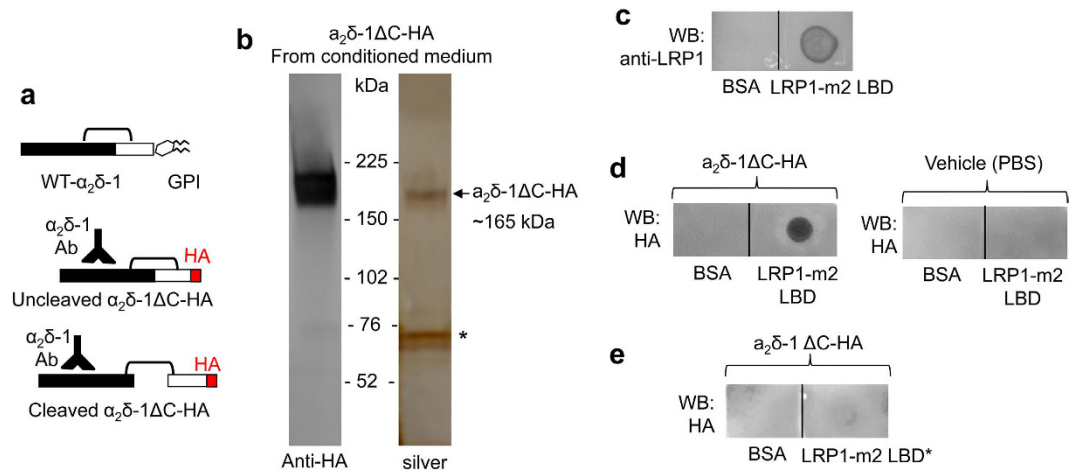 a
WT-α₂δ-1 GPI
α₂δ-1
Ab
HA
Uncleaved α₂δ-1ΔC-HA
α₂δ-1
Ab
HA
Cleaved α₂δ-1ΔC-HA
b
a₂δ-1ΔC-HA
From conditioned medium
kDa
- 225 -
- 150 -
- 102 -
- 76 -
- 52 -
a₂δ-1ΔC-HA
~165 kDa
*
Anti-HA silver
c
WB:
anti-LRP1
BSA LRP1-m2 LBD
d
a₂δ-1ΔC-HA
WB:
HA
BSA LRP1-m2
LBD
Vehicle (PBS)
WB:
HA
BSA LRP1-m2
LBD
e
a₂δ-1 ΔC-HA
WB:
HA
BSA LRP1-m2 LBD*